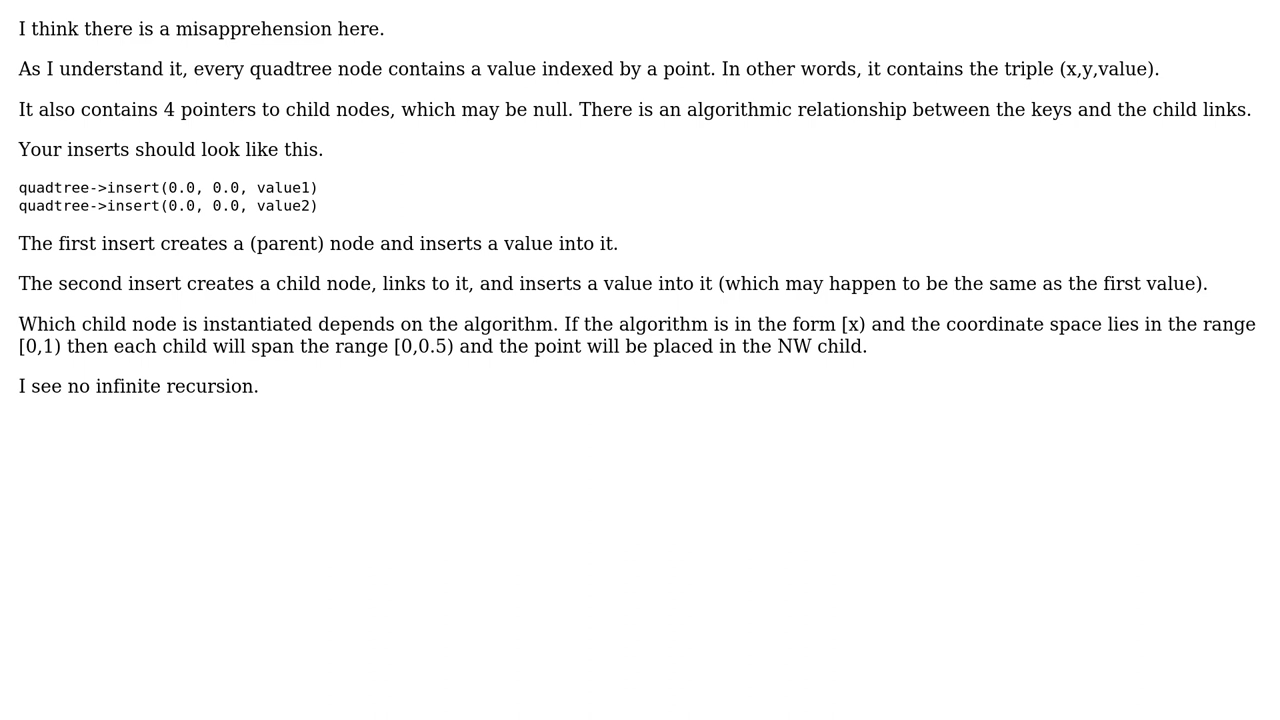 I think there is a misapprehension here.
As I understand it, every quadtree node contains a value indexed by a point. In other words, it contains the triple (x,y,value).
It also contains 4 pointers to child nodes, which may be null. There is an algorithmic relationship between the keys and the child links.
Your inserts should look like this.
quadtree->insert(0.0, 0.0, value1)
quadtree->insert(0.0, 0.0, value2)
The first insert creates a (parent) node and inserts a value into it.
The second insert creates a child node, links to it, and inserts a value into it (which may happen to be the same as the first value).
Which child node is instantiated depends on the algorithm. If the algorithm is in the form [x) and the coordinate space lies in the range
[0,1) then each child will span the range [0,0.5) and the point will be placed in the NW child.
I see no infinite recursion.